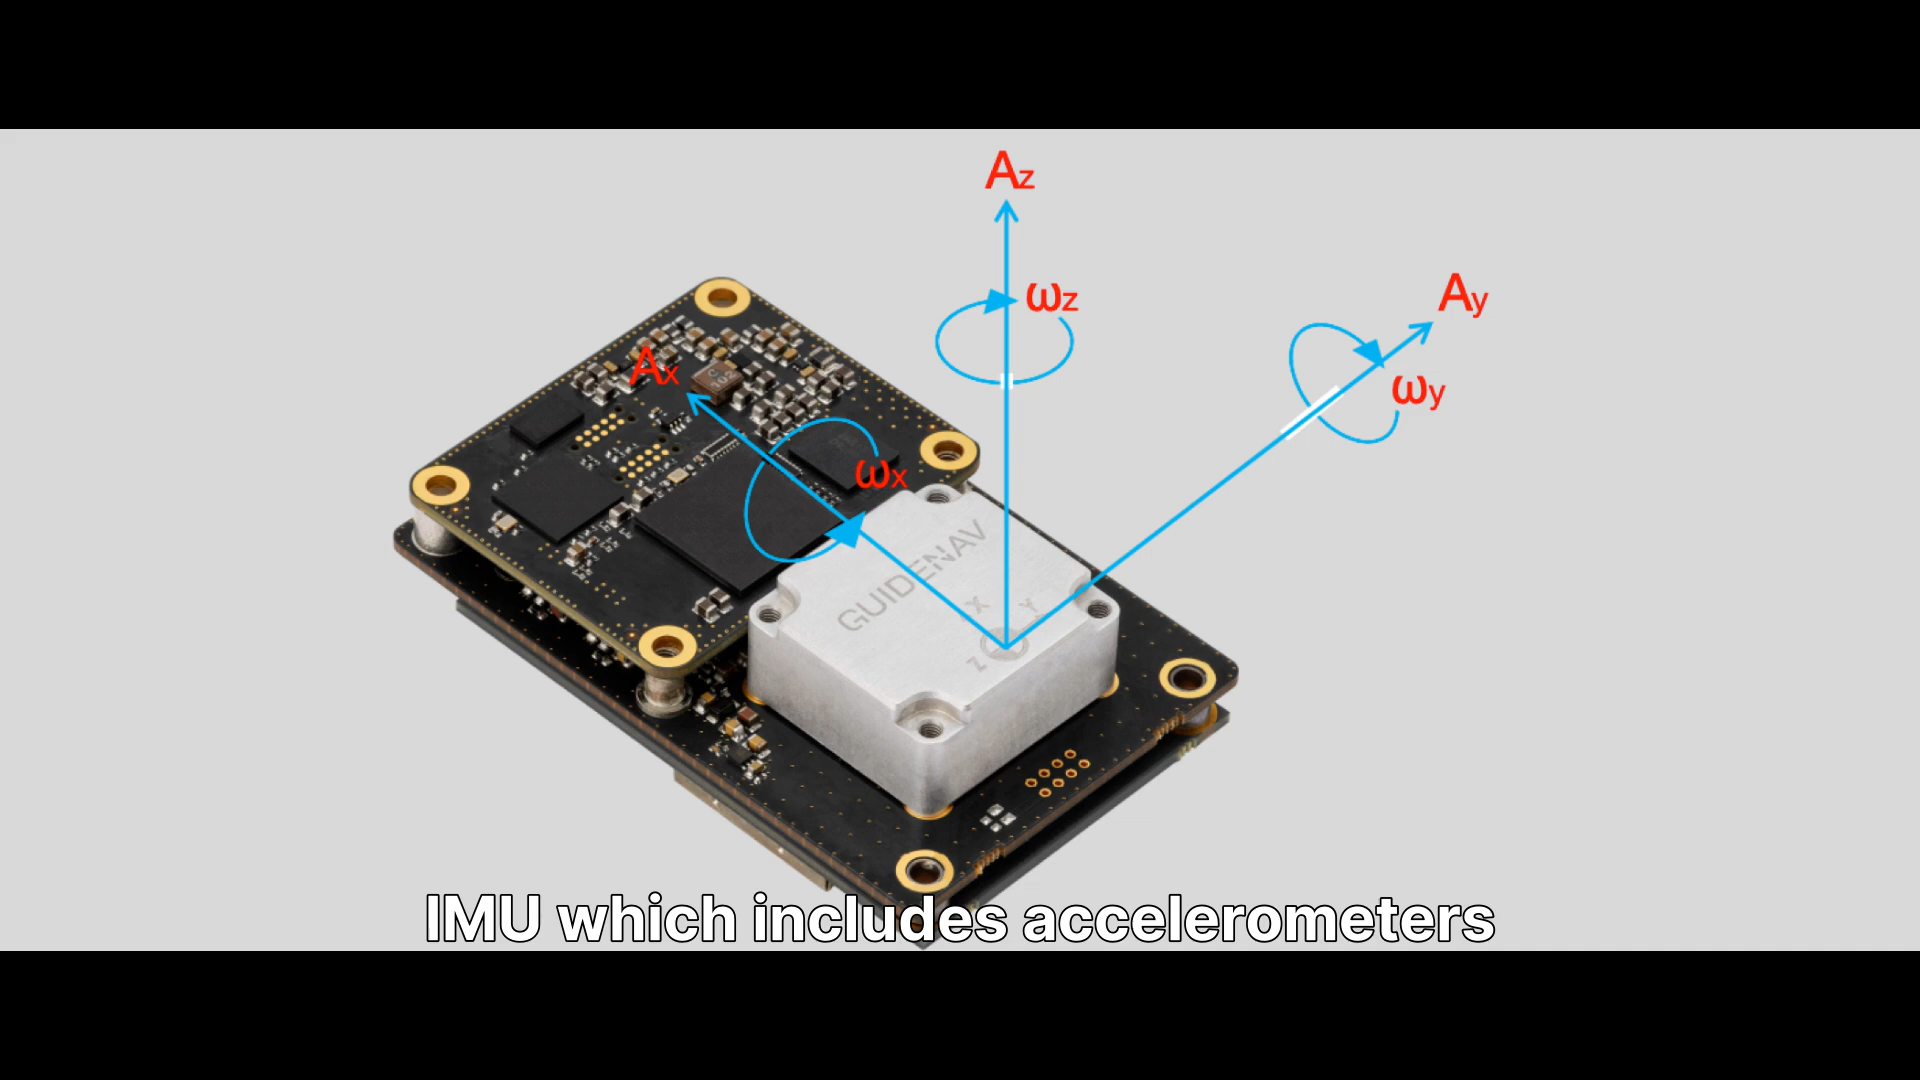 Az
ωz
Ay
ωy
Ax
ωx
GUIDENAV
X
Y
Z
IMU which includes accelerometers